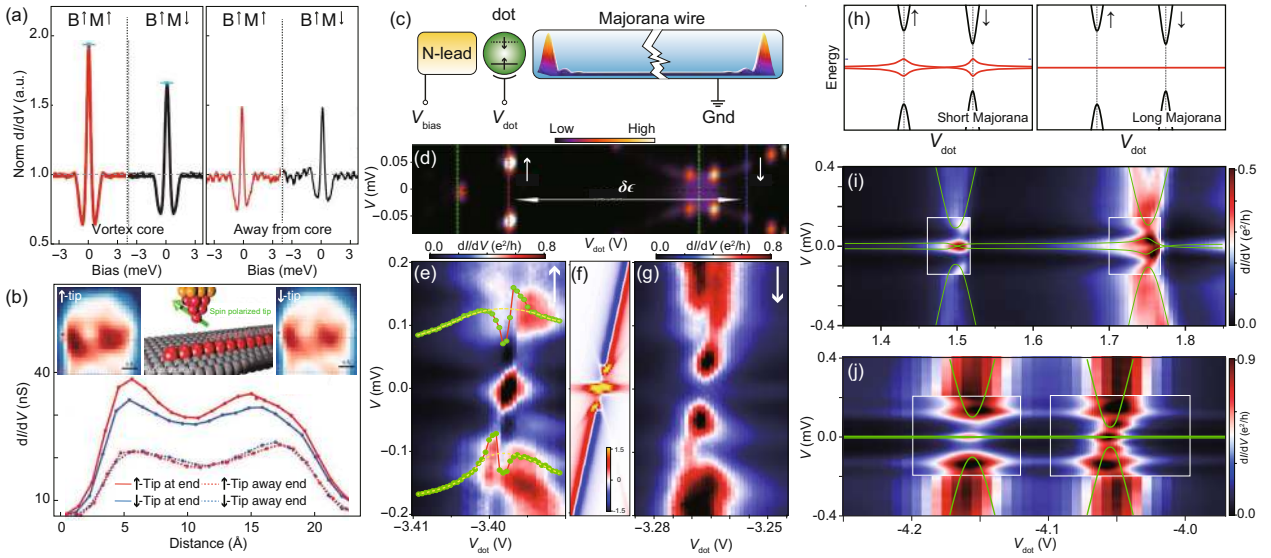 (a)
B↑M↑ B↑M↓ B↑M↑ B↑M↓
Norm dI/dV (a.u.)
2.0
1.5
1.0
0.5
Vortex core
Away from core
−3 0 3 −3 0 3 −3 0 3 −3 0 3
Bias (meV) Bias (meV) Bias (meV) Bias (meV)
(b)
↑-tip
Spin polarized tip
↓-tip
dI/dV (nS)
40
10
↑-Tip at end ↑-Tip away end
↓-Tip at end ↓-Tip away end
0 5 10 15 20
Distance (Å)
(c)
dot
Majorana wire
N-lead
V_bias
V_dot
Gnd
Low High
(d)
V (mV)
0.05
0
−0.05
↑
δϵ
↓
V_dot (V)
0.0 dI/dV (e²/h) 0.8
0.0 dI/dV (e²/h) 0.8
(e)
↑
(f)
(g)
↓
V (mV)
0.2
0.1
0.0
−0.1
−0.2
1.5
0
−1.5
−3.41 −3.40
V_dot (V)
−3.28 −3.24
V_dot (V)
(h)
Energy
↑ ↓
Short Majorana
↑ ↓
Long Majorana
V_dot V_dot
(i)
V (mV)
0.4
0.0
−0.4
1.4 1.5 1.6 1.7 1.8
0.5
dI/dV (e²/h)
0.0
(j)
V (mV)
0.4
0.0
−0.4
−4.2 −4.1 −4.0
V_dot (V)
0.9
dI/dV (e²/h)
0.0